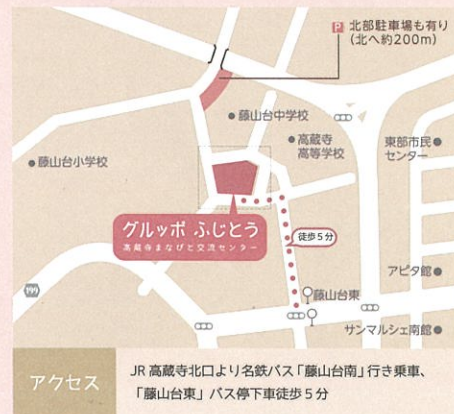 P 北部駐車場も有り
(北へ約200m)
藤山台中学校
高蔵寺
高等学校
東部市民
センター
藤山台小学校
グルッポ ふじとう
高蔵寺まなびと交流センター
徒歩5分
アピタ館
199
藤山台東
サンマルシェ南館
アクセス
JR 高蔵寺北口より名鉄バス「藤山台南」行き乗車、
「藤山台東」バス停下車徒歩5分